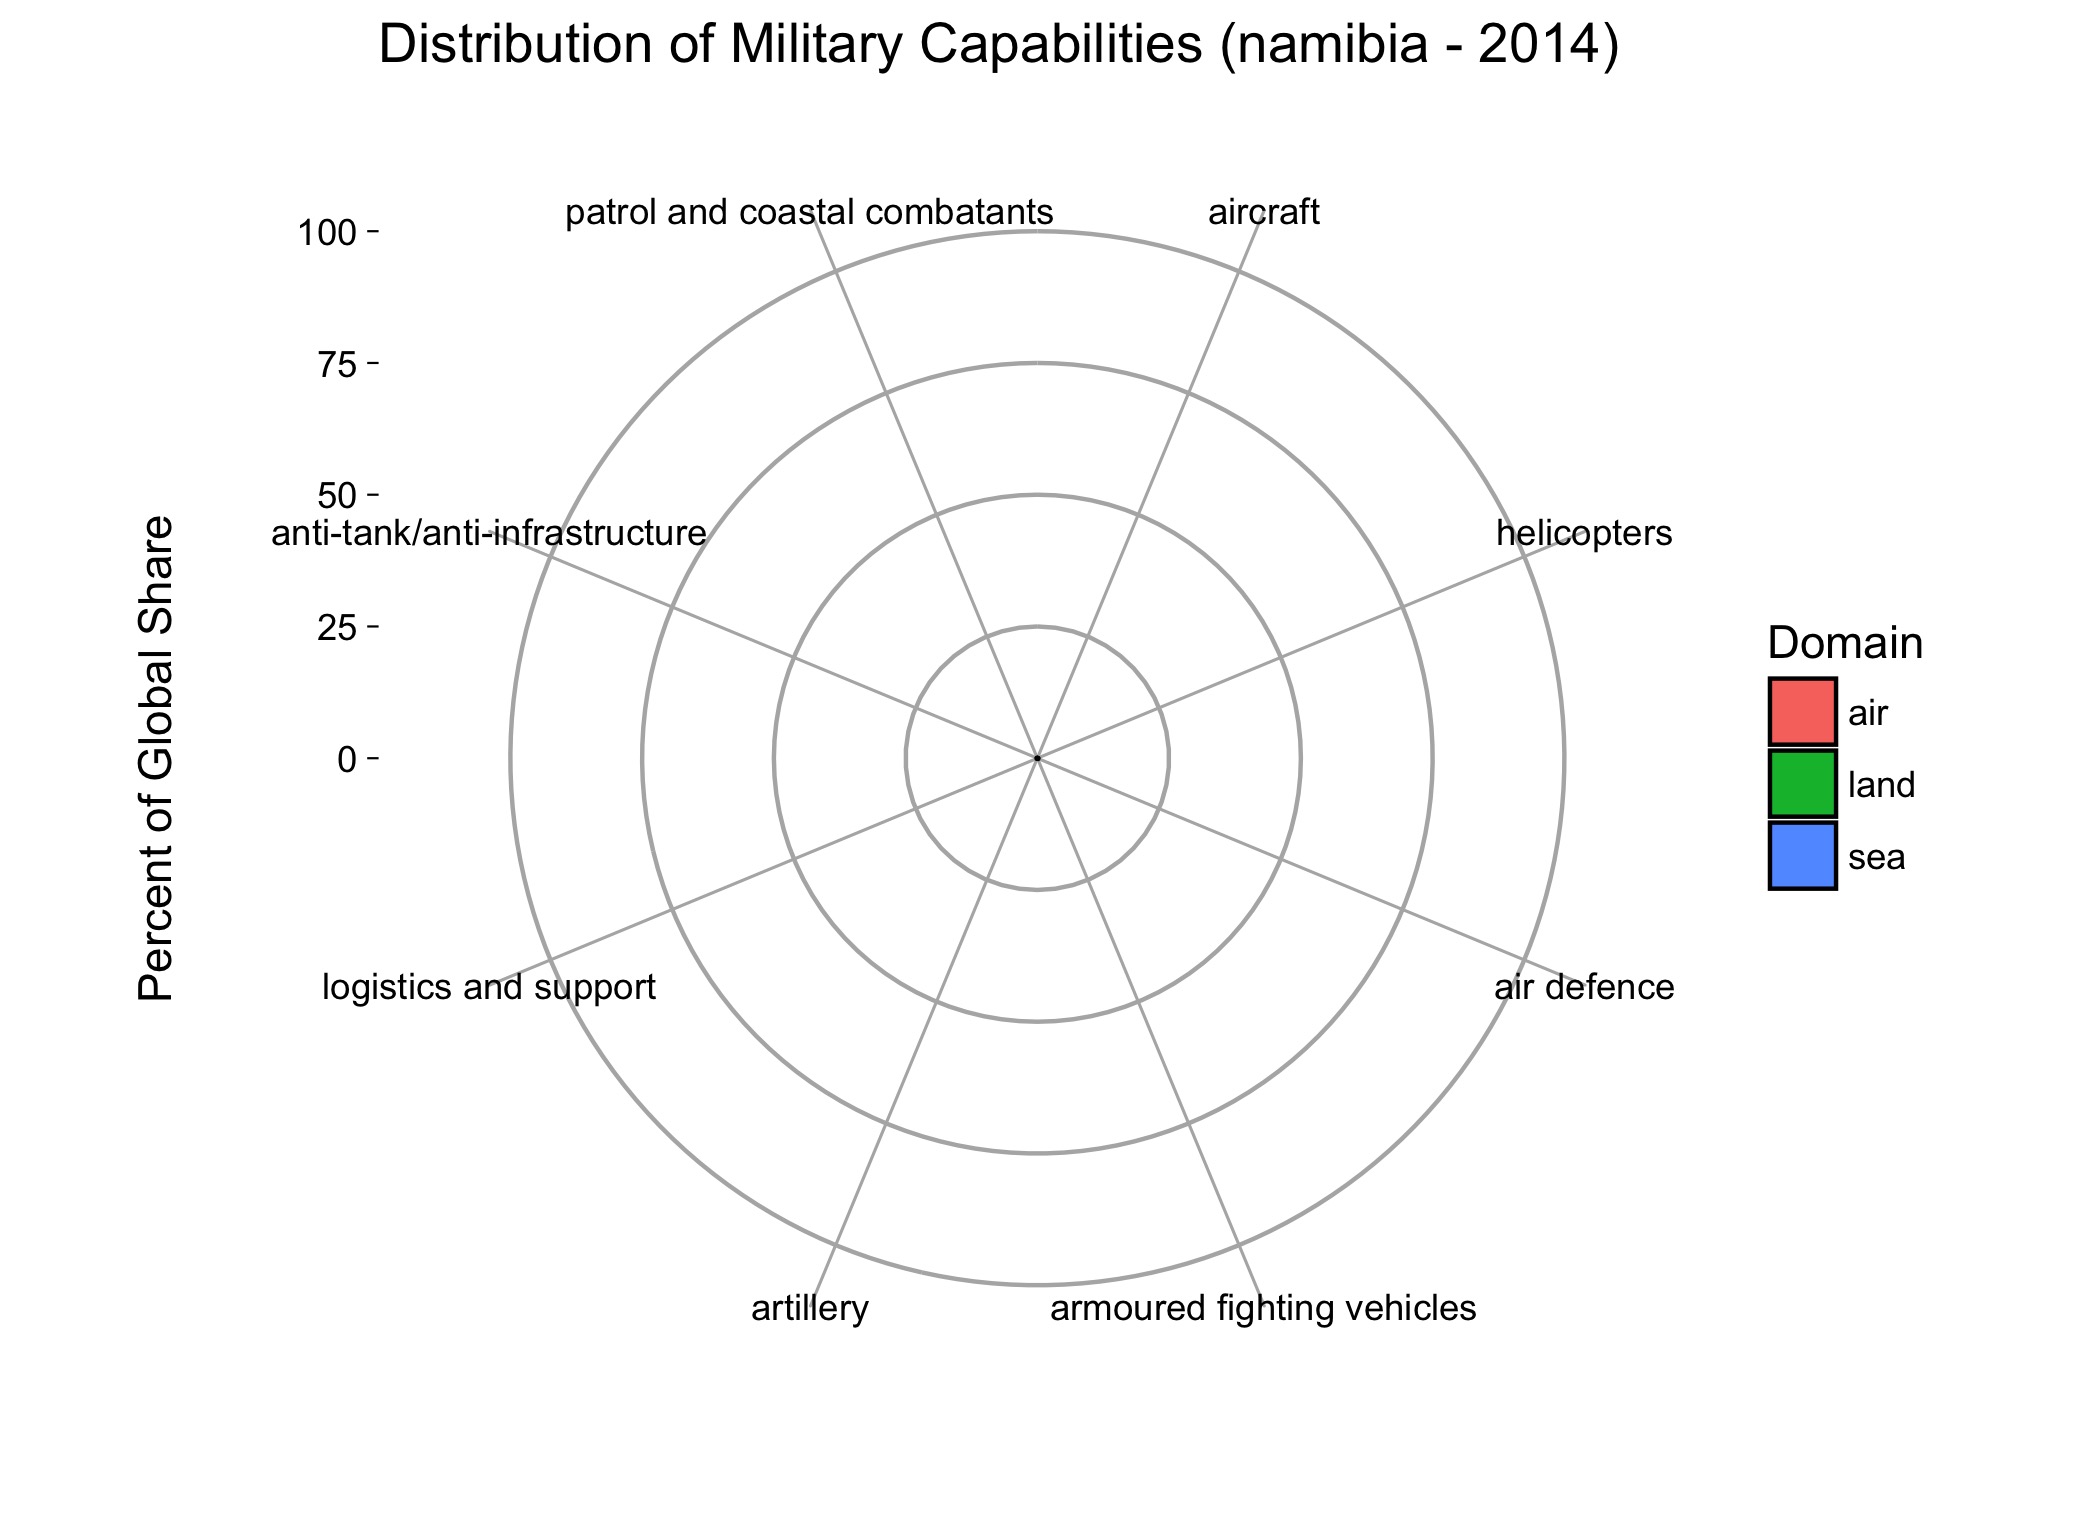 Distribution of Military Capabilities (namibia - 2014)
patrol and coastal combatants
aircraft
100
75
50
anti-tank/anti-infrastructure
helicopters
25
0
Percent of Global Share
Domain
air
land
sea
logistics and support
air defence
artillery
armoured fighting vehicles